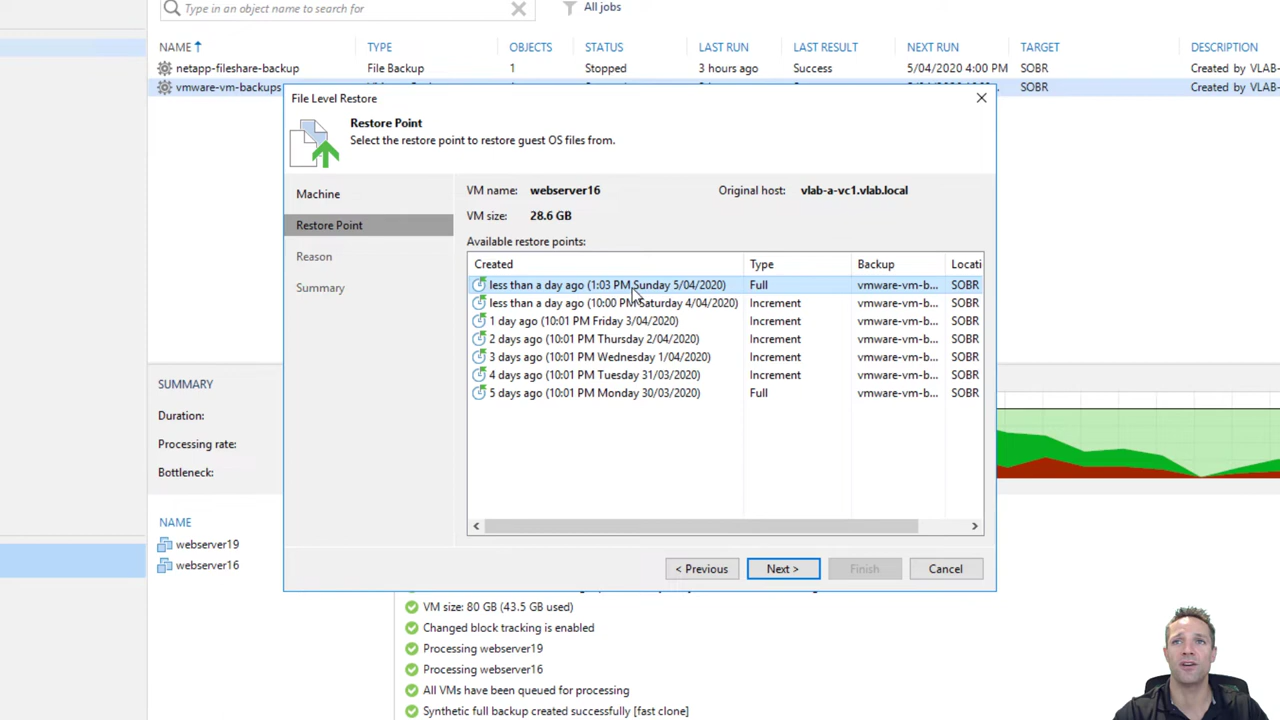 Type in an object name to search for
All jobs
NAME TYPE OBJECTS STATUS LAST RUN LAST RESULT NEXT RUN TARGET DESCRIPTION
netapp-fileshare-backup File Backup 1 Stopped 3 hours ago Success 5/04/2020 4:00 PM SOBR Created by VLAB-
vmware-vm-backups SOBR Created by VLAB-
File Level Restore
Restore Point
Select the restore point to restore guest OS files from.
Machine
Restore Point
Reason
Summary
VM name: webserver16 Original host: vlab-a-vc1.vlab.local
VM size: 28.6 GB
Available restore points:
Created Type Backup Locati
less than a day ago (1:03 PM Sunday 5/04/2020) Full vmware-vm-b... SOBR
less than a day ago (10:00 PM Saturday 4/04/2020) Increment vmware-vm-b... SOBR
1 day ago (10:01 PM Friday 3/04/2020) Increment vmware-vm-b... SOBR
2 days ago (10:01 PM Thursday 2/04/2020) Increment vmware-vm-b... SOBR
3 days ago (10:01 PM Wednesday 1/04/2020) Increment vmware-vm-b... SOBR
4 days ago (10:01 PM Tuesday 31/03/2020) Increment vmware-vm-b... SOBR
5 days ago (10:01 PM Monday 30/03/2020) Full vmware-vm-b... SOBR
< Previous Next > Finish Cancel
SUMMARY
Duration:
Processing rate:
Bottleneck:
NAME
webserver19
webserver16
VM size: 80 GB (43.5 GB used)
Changed block tracking is enabled
Processing webserver19
Processing webserver16
All VMs have been queued for processing
Synthetic full backup created successfully [fast clone]